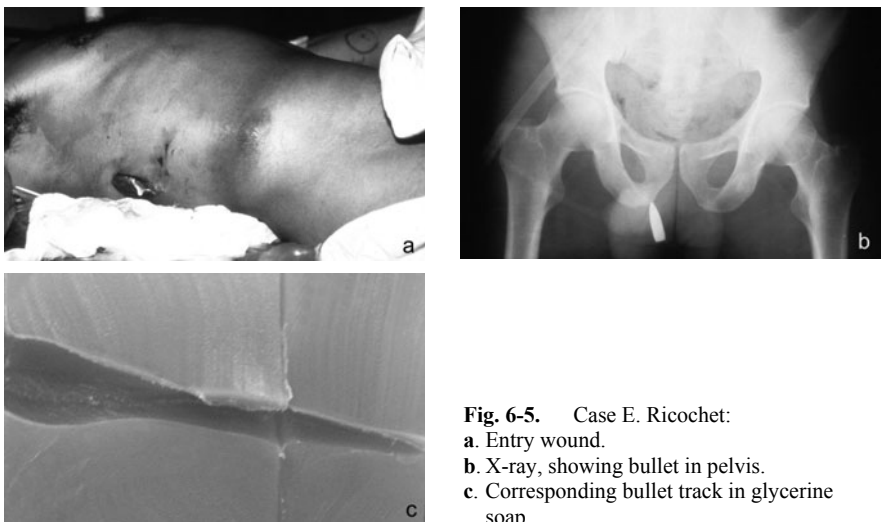 a
b
c
Fig. 6-5. Case E. Ricochet:
a. Entry wound.
b. X-ray, showing bullet in pelvis.
c. Corresponding bullet track in glycerine
soap